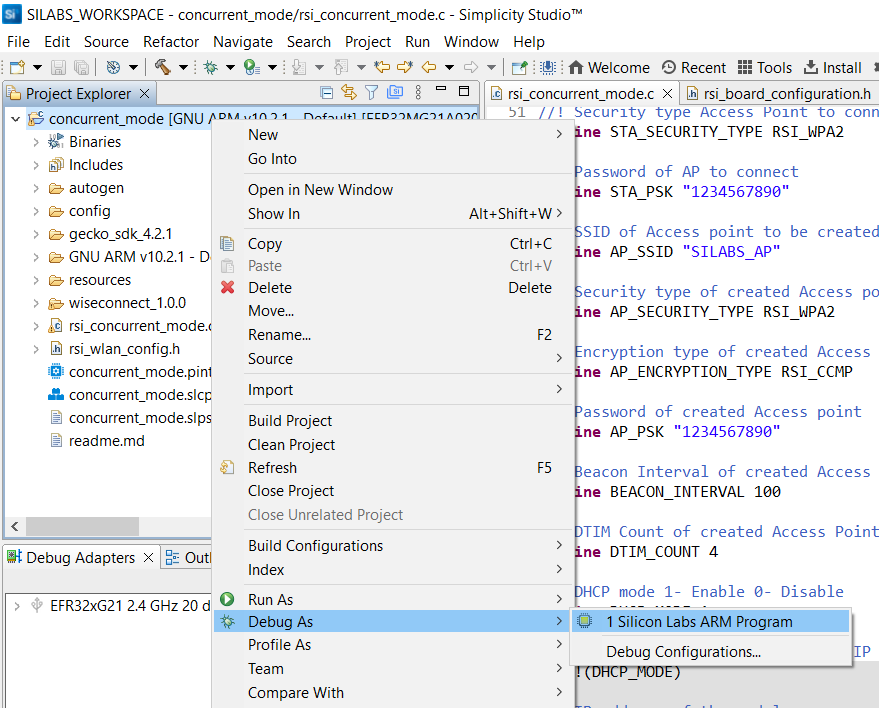 SILABS_WORKSPACE - concurrent_mode/rsi_concurrent_mode.c - Simplicity Studio™
File Edit Source Refactor Navigate Search Project Run Window Help
Welcome Recent Tools Install
Project Explorer
concurrent_mode [GNU ARM v10.2.1 - Default] [EFR32MG21A020
Binaries
Includes
autogen
config
gecko_sdk_4.2.1
GNU ARM v10.2.1 - D
resources
wiseconnect_1.0.0
rsi_concurrent_mode.c
rsi_wlan_config.h
concurrent_mode.pint
concurrent_mode.slcp
concurrent_mode.slps
readme.md
Debug Adapters Outl
EFR32xG21 2.4 GHz 20 d
New
Go Into
Open in New Window
Show In Alt+Shift+W
Copy Ctrl+C
Paste Ctrl+V
Delete Delete
Move...
Rename... F2
Source
Import
Build Project
Clean Project
Refresh F5
Close Project
Close Unrelated Project
Build Configurations
Index
Run As
Debug As
Profile As
Team
Compare With
1 Silicon Labs ARM Program
Debug Configurations...
rsi_concurrent_mode.c rsi_board_configuration.h
51 //! Security type Access Point to conn
ine STA_SECURITY_TYPE RSI_WPA2
Password of AP to connect
ine STA_PSK "1234567890"
SSID of Access point to be created
ine AP_SSID "SILABS_AP"
Security type of created Access po
ine AP_SECURITY_TYPE RSI_WPA2
Encryption type of created Access
ine AP_ENCRYPTION_TYPE RSI_CCMP
Password of created Access point
ine AP_PSK "1234567890"
Beacon Interval of created Access
ine BEACON_INTERVAL 100
DTIM Count of created Access Point
ine DTIM_COUNT 4
DHCP mode 1- Enable 0- Disable
IP
!(DHCP_MODE)